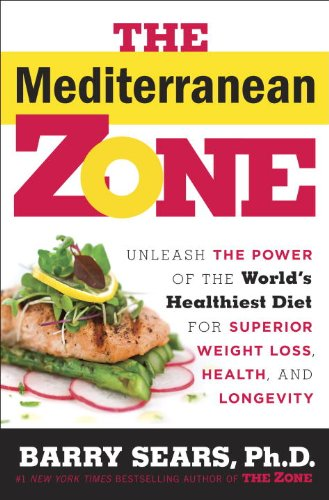 THE
Mediterranean
ZONE
UNLEASH THE POWER
OF THE World's
Healthiest Diet
FOR SUPERIOR
WEIGHT LOSS,
HEALTH, AND
LONGEVITY
BARRY SEARS, Ph.D.
#1 NEW YORK TIMES BESTSELLING AUTHOR OF THE ZONE